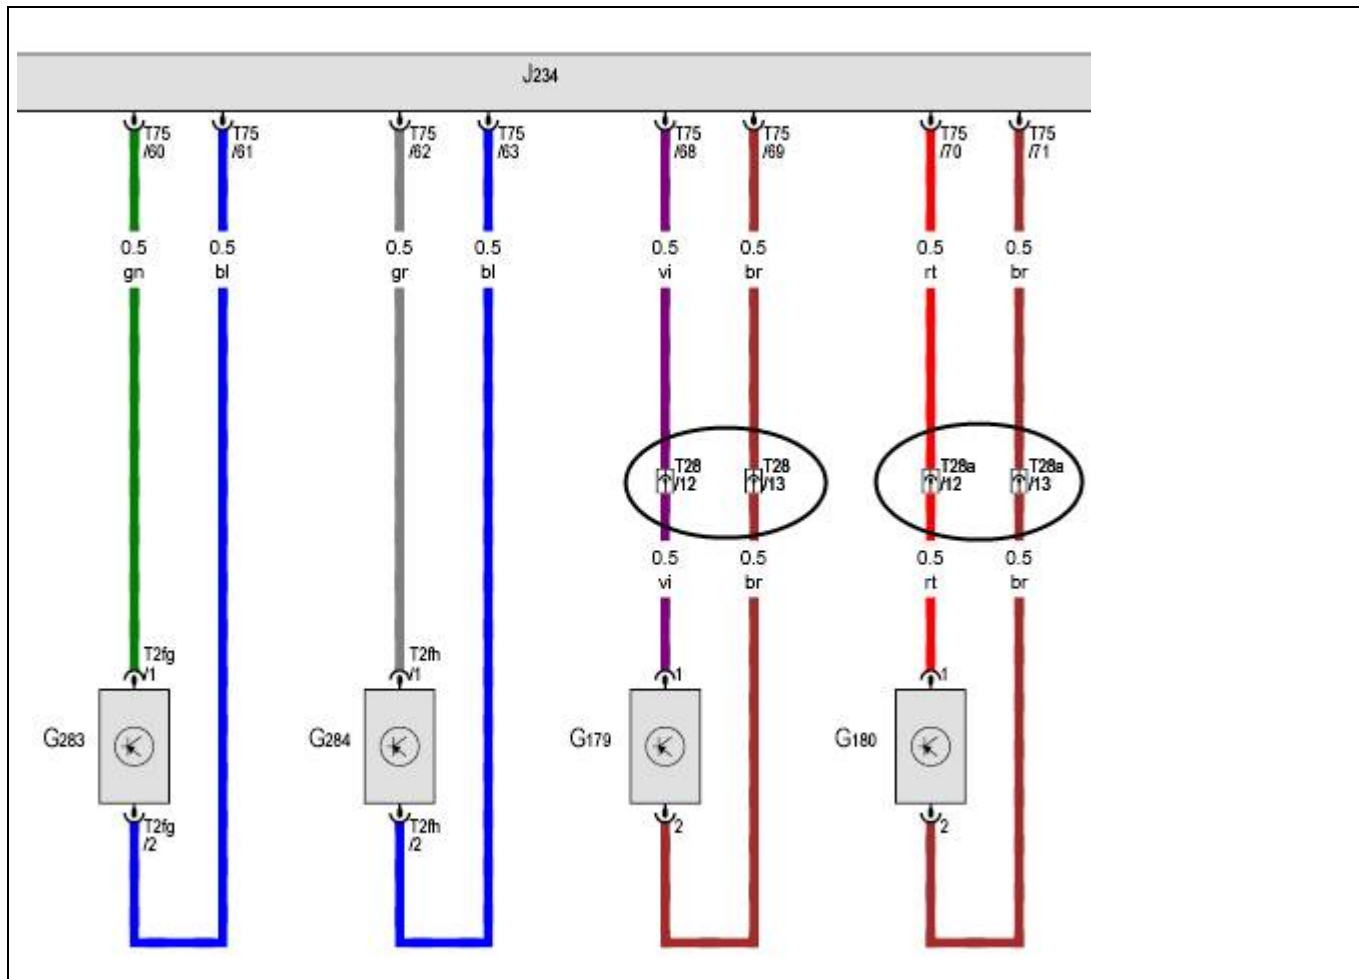 J234
T75 T75 T75 T75 T75 T75 T75 T75
/60 /61 /62 /63 /68 /69 /70 /71
0.5 0.5 0.5 0.5 0.5 0.5 0.5 0.5
gn bl gr bl vi br rt br
T28 T28 T28a T28a
/12 /13 /12 /13
0.5 0.5 0.5 0.5
vi br rt br
T2fg T2fh
/1 /1 1 1
G283 G284 G179 G180
T2fg T2fh 2 2
/2 /2